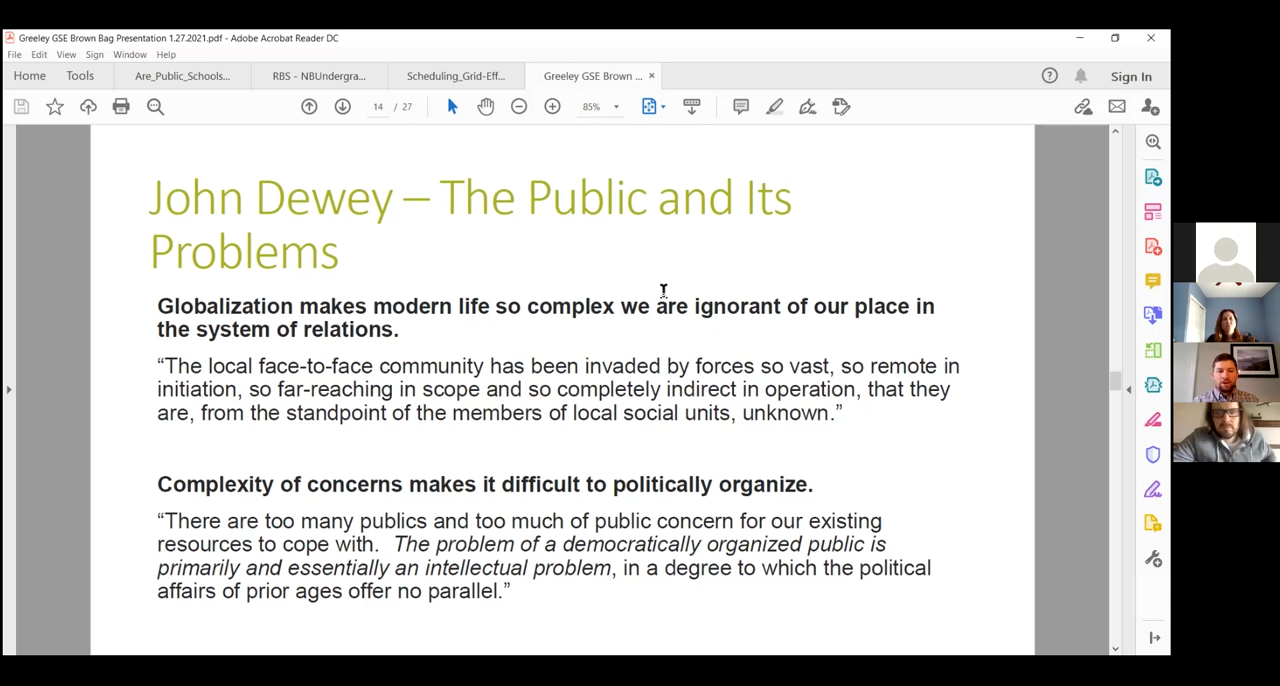 Greeley GSE Brown Bag Presentation 1.27.2021.pdf - Adobe Acrobat Reader DC
File Edit View Sign Window Help
Home Tools Are_Public_Schools... RBS - NBUndergra... Scheduling_Grid-Eff... Greeley GSE Brown ... ×
Sign In
14 / 27 85%
John Dewey – The Public and Its
Problems
Globalization makes modern life so complex we are ignorant of our place in
the system of relations.
“The local face-to-face community has been invaded by forces so vast, so remote in
initiation, so far-reaching in scope and so completely indirect in operation, that they
are, from the standpoint of the members of local social units, unknown.”
Complexity of concerns makes it difficult to politically organize.
“There are too many publics and too much of public concern for our existing
resources to cope with. The problem of a democratically organized public is
primarily and essentially an intellectual problem, in a degree to which the political
affairs of prior ages offer no parallel.”